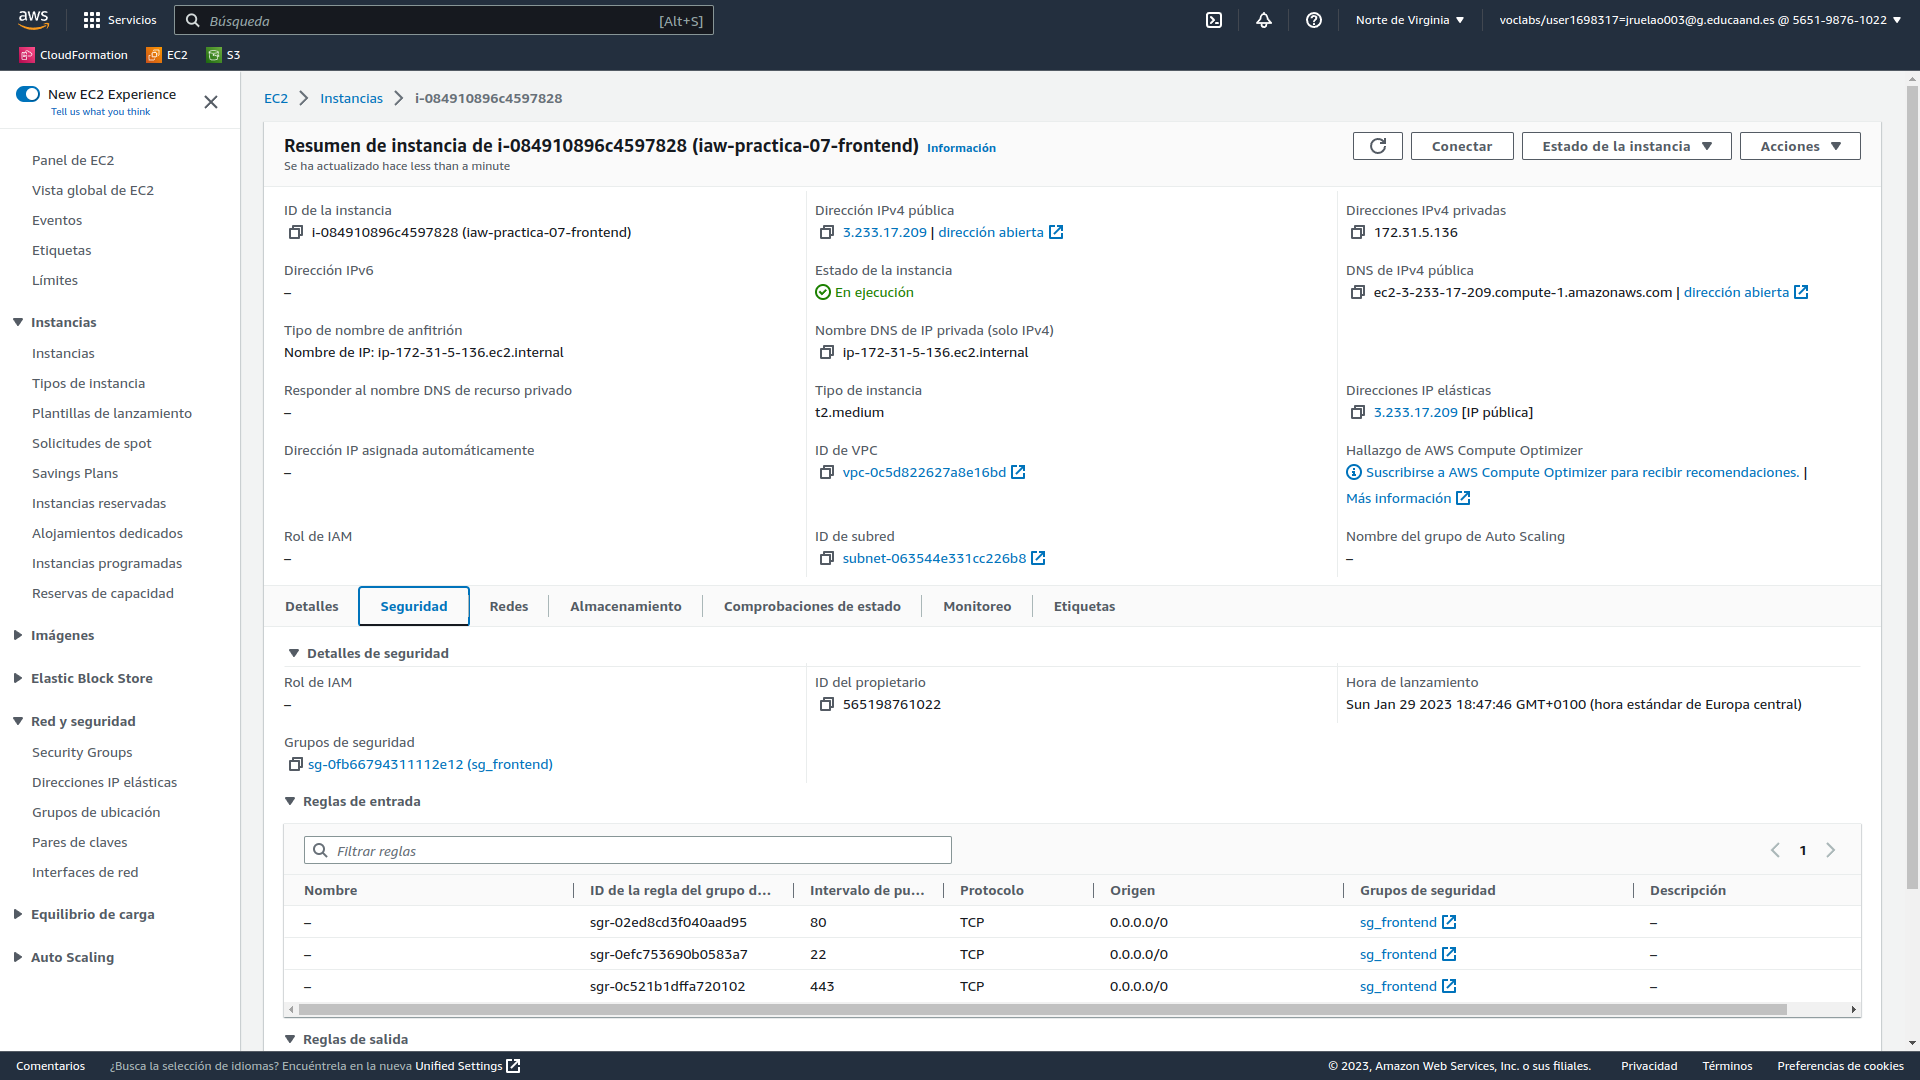 aws
Servicios
Búsqueda
[Alt+S]
Norte de Virginia
voclabs/user1698317=jruelao003@g.educaand.es @ 5651-9876-1022
CloudFormation
EC2
S3
New EC2 Experience
Tell us what you think
Panel de EC2
Vista global de EC2
Eventos
Etiquetas
Límites
Instancias
Instancias
Tipos de instancia
Plantillas de lanzamiento
Solicitudes de spot
Savings Plans
Instancias reservadas
Alojamientos dedicados
Instancias programadas
Reservas de capacidad
Imágenes
Elastic Block Store
Red y seguridad
Security Groups
Direcciones IP elásticas
Grupos de ubicación
Pares de claves
Interfaces de red
Equilibrio de carga
Auto Scaling
EC2 > Instancias > i-084910896c4597828
Resumen de instancia de i-084910896c4597828 (iaw-practica-07-frontend) Información
Se ha actualizado hace less than a minute
Conectar
Estado de la instancia
Acciones
ID de la instancia
i-084910896c4597828 (iaw-practica-07-frontend)
Dirección IPv4 pública
3.233.17.209 | dirección abierta
Direcciones IPv4 privadas
172.31.5.136
Dirección IPv6
–
Estado de la instancia
En ejecución
DNS de IPv4 pública
ec2-3-233-17-209.compute-1.amazonaws.com | dirección abierta
Tipo de nombre de anfitrión
Nombre de IP: ip-172-31-5-136.ec2.internal
Nombre DNS de IP privada (solo IPv4)
ip-172-31-5-136.ec2.internal
Responder al nombre DNS de recurso privado
–
Tipo de instancia
t2.medium
Direcciones IP elásticas
3.233.17.209 [IP pública]
Dirección IP asignada automáticamente
–
ID de VPC
vpc-0c5d822627a8e16bd
Hallazgo de AWS Compute Optimizer
Suscribirse a AWS Compute Optimizer para recibir recomendaciones. |
Más información
Rol de IAM
–
ID de subred
subnet-063544e331cc226b8
Nombre del grupo de Auto Scaling
–
Detalles
Seguridad
Redes
Almacenamiento
Comprobaciones de estado
Monitoreo
Etiquetas
Detalles de seguridad
Rol de IAM
–
ID del propietario
565198761022
Hora de lanzamiento
Sun Jan 29 2023 18:47:46 GMT+0100 (hora estándar de Europa central)
Grupos de seguridad
sg-0fb66794311112e12 (sg_frontend)
Reglas de entrada
Filtrar reglas
1
Nombre | ID de la regla del grupo d... | Intervalo de pu... | Protocolo | Origen | Grupos de seguridad | Descripción
– sgr-02ed8cd3f040aad95 80 TCP 0.0.0.0/0 sg_frontend –
– sgr-0efc753690b0583a7 22 TCP 0.0.0.0/0 sg_frontend –
– sgr-0c521b1dffa720102 443 TCP 0.0.0.0/0 sg_frontend –
Reglas de salida
Comentarios
¿Busca la selección de idiomas? Encuéntrela en la nueva Unified Settings
© 2023, Amazon Web Services, Inc. o sus filiales.
Privacidad
Términos
Preferencias de cookies